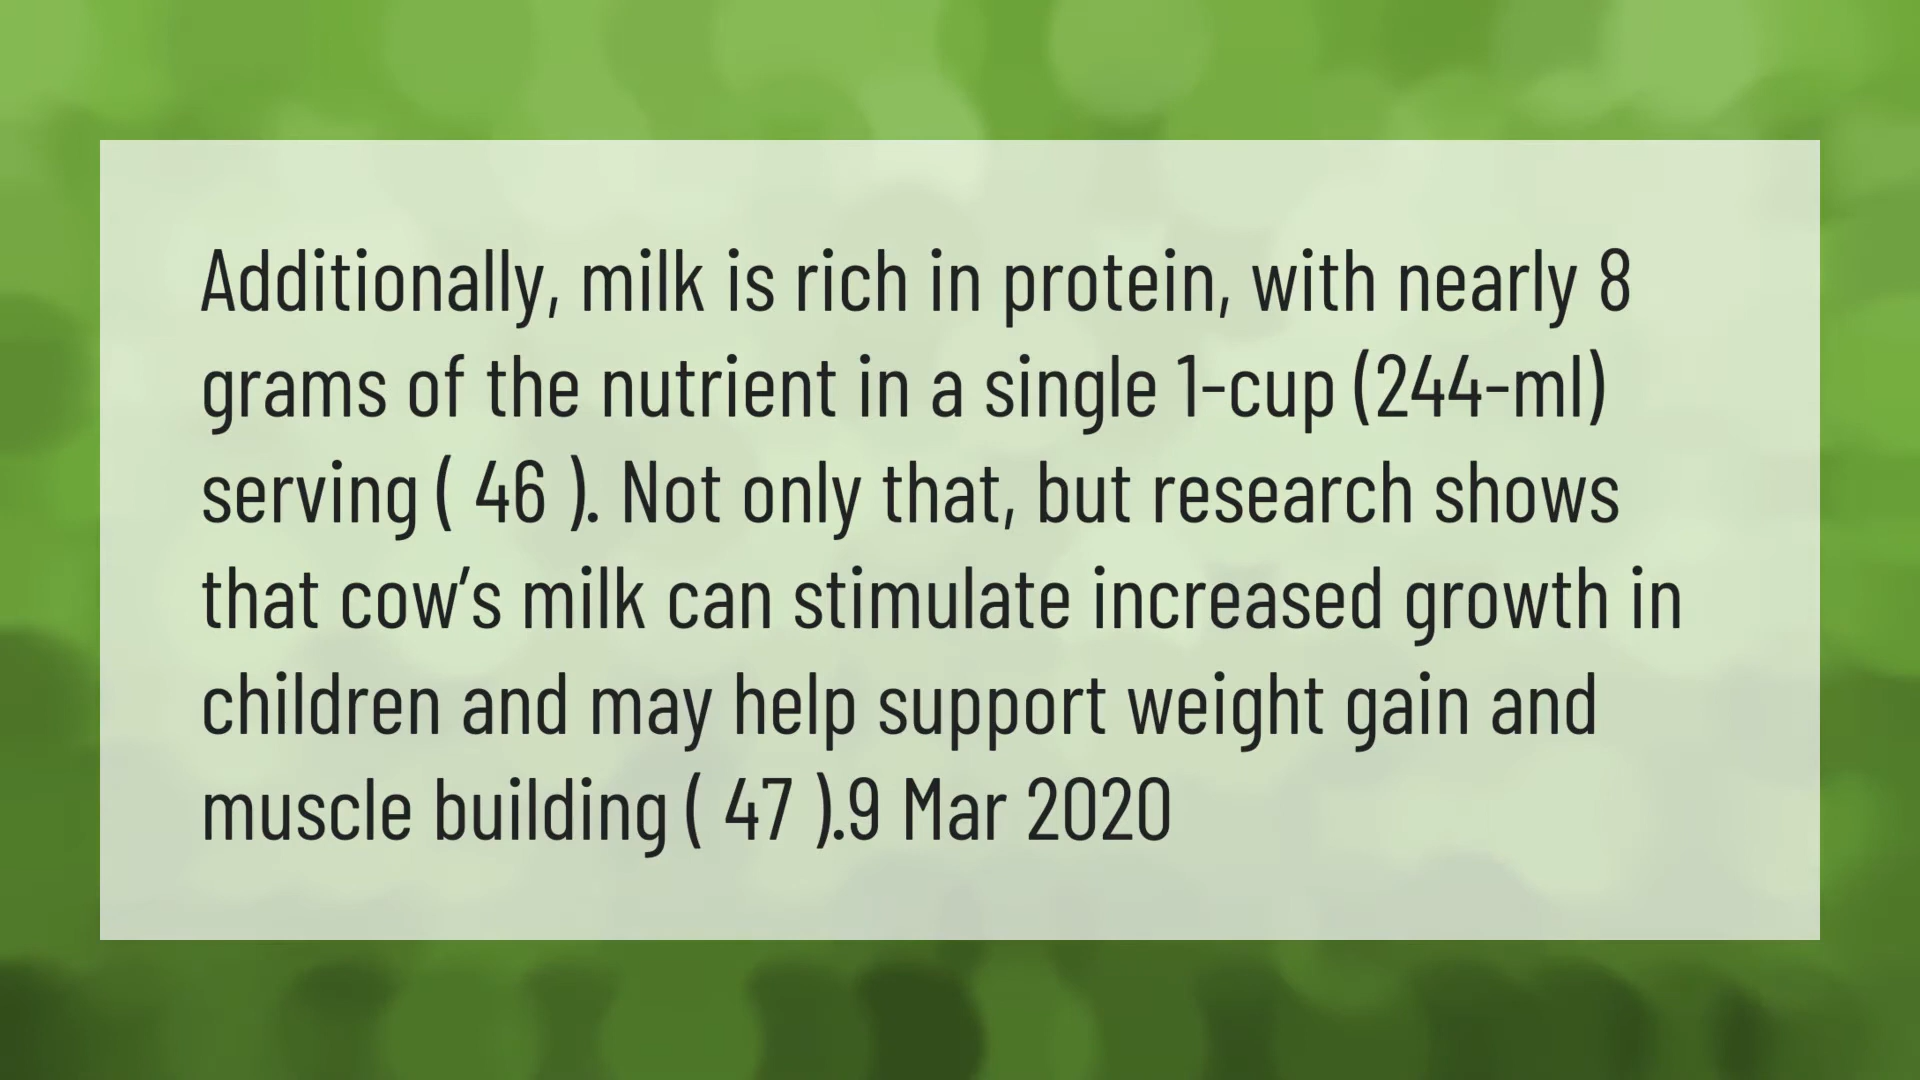 Additionally, milk is rich in protein, with nearly 8
grams of the nutrient in a single 1-cup (244-ml)
serving ( 46 ). Not only that, but research shows
that cow’s milk can stimulate increased growth in
children and may help support weight gain and
muscle building ( 47 ).9 Mar 2020